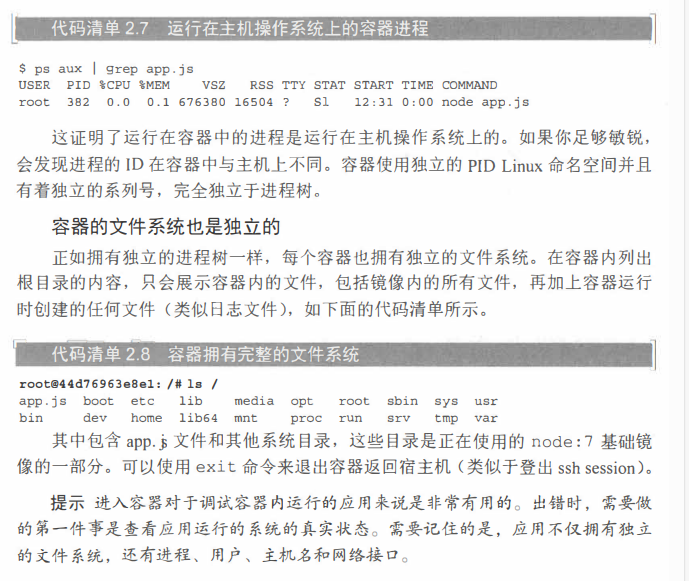 代码清单 2.7 运行在主机操作系统上的容器进程
$ ps aux | grep app.js
USER PID %CPU %MEM VSZ RSS TTY STAT START TIME COMMAND
root 382 0.0 0.1 676380 16504 ? Sl 12:31 0:00 node app.js
这证明了运行在容器中的进程是运行在主机操作系统上的。如果你足够敏锐，
会发现进程的 ID 在容器中与主机上不同。容器使用独立的 PID Linux 命名空间并且
有着独立的系列号，完全独立于进程树。
容器的文件系统也是独立的
正如拥有独立的进程树一样，每个容器也拥有独立的文件系统。在容器内列出
根目录的内容，只会展示容器内的文件，包括镜像内的所有文件，再加上容器运行
时创建的任何文件（类似日志文件），如下面的代码清单所示。
代码清单 2.8 容器拥有完整的文件系统
root@44d76963e8e1:/# ls /
app.js boot etc lib media opt root sbin sys usr
bin dev home lib64 mnt proc run srv tmp var
其中包含 app.js 文件和其他系统目录，这些目录是正在使用的 node:7 基础镜
像的一部分。可以使用 exit 命令来退出容器返回宿主机（类似于登出 ssh session）。
提示 进入容器对于调试容器内运行的应用来说是非常有用的。出错时，需要做
的第一件事是查看应用运行的系统的真实状态。需要记住的是，应用不仅拥有独立
的文件系统，还有进程、用户、主机名和网络接口。